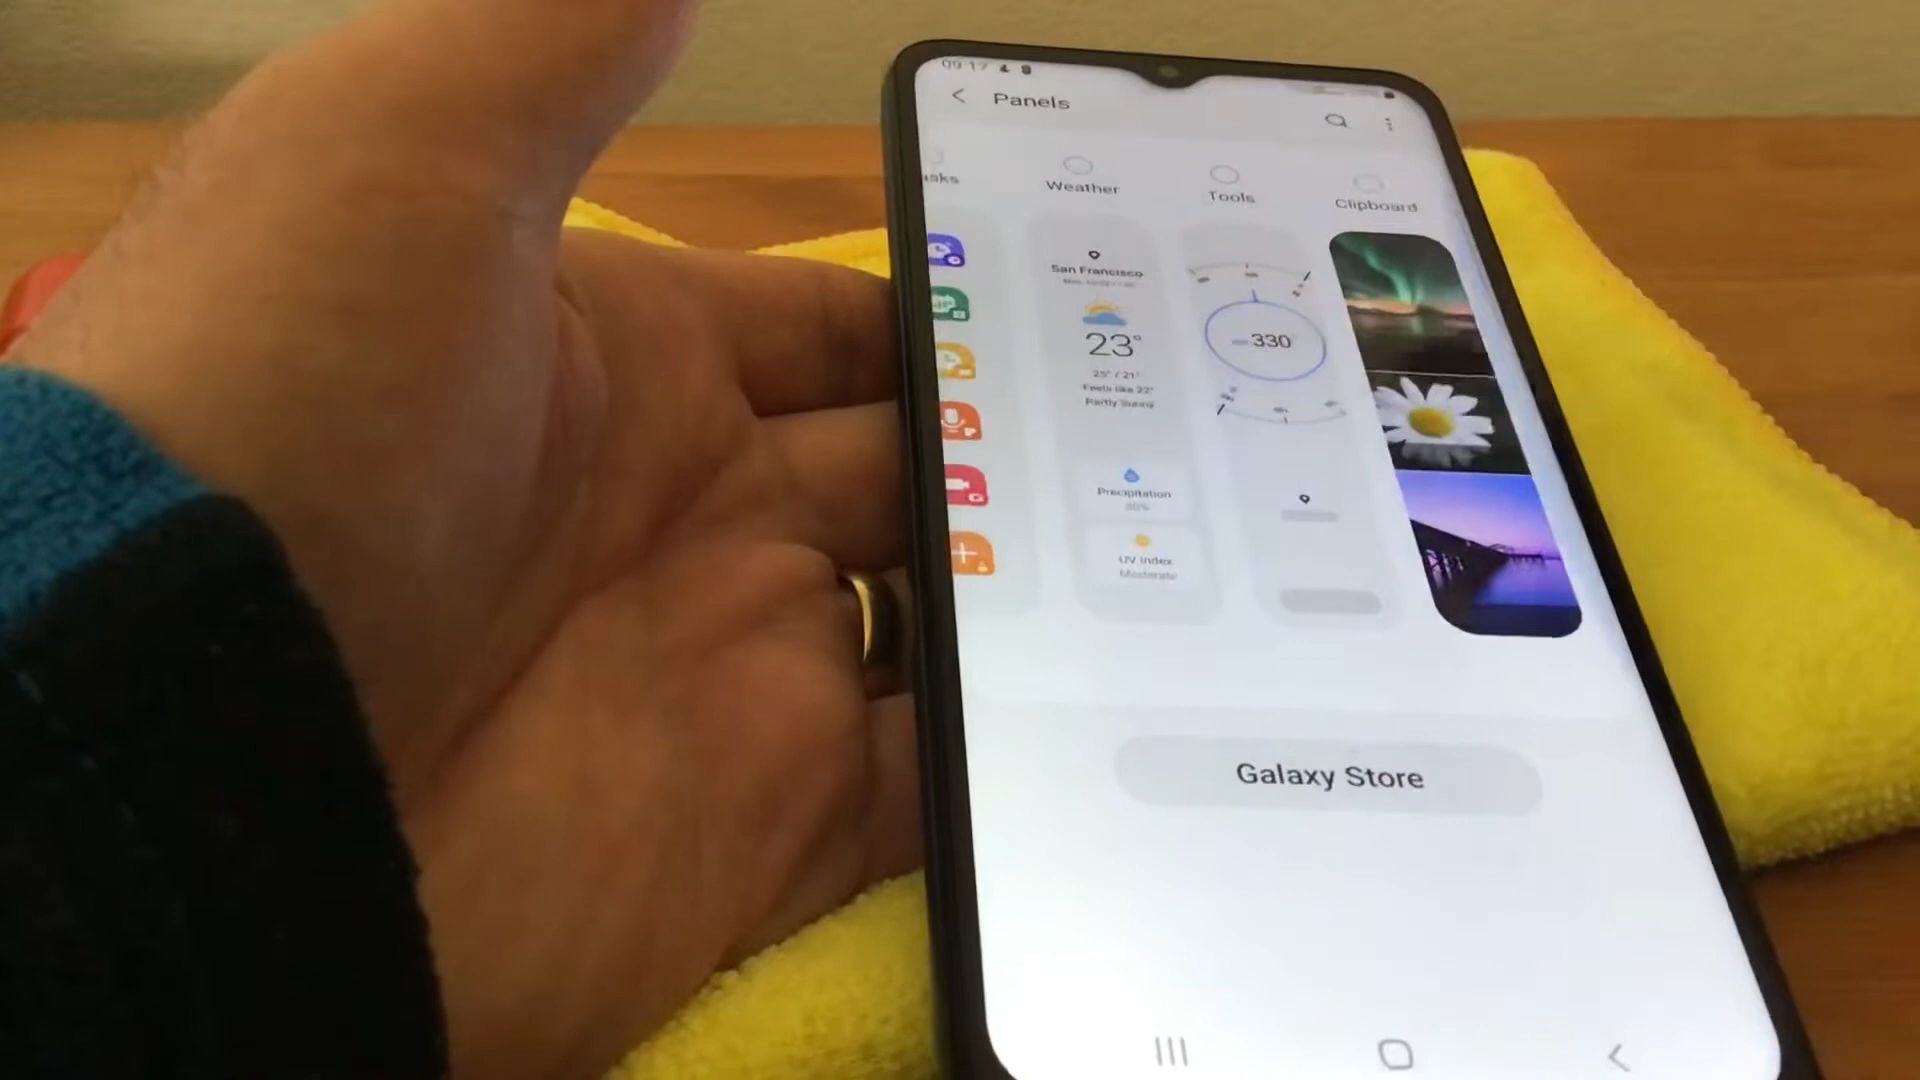 09 17
Panels
asks
Weather
Tools
Clipboard
San Francisco
23°
25° / 21°
Feels like 22°
Partly Sunny
330
Precipitation
30%
UV Index
Moderate
Galaxy Store